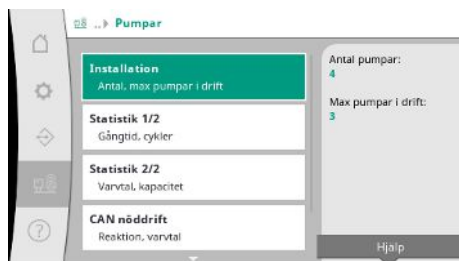 ..▸ Pumpar
Installation
Antal, max pumpar i drift
Statistik 1/2
Gångtid, cykler
Statistik 2/2
Varvtal, kapacitet
CAN nöddrift
Reaktion, varvtal
Antal pumpar:
4
Max pumpar i drift:
3
Hjälp
?